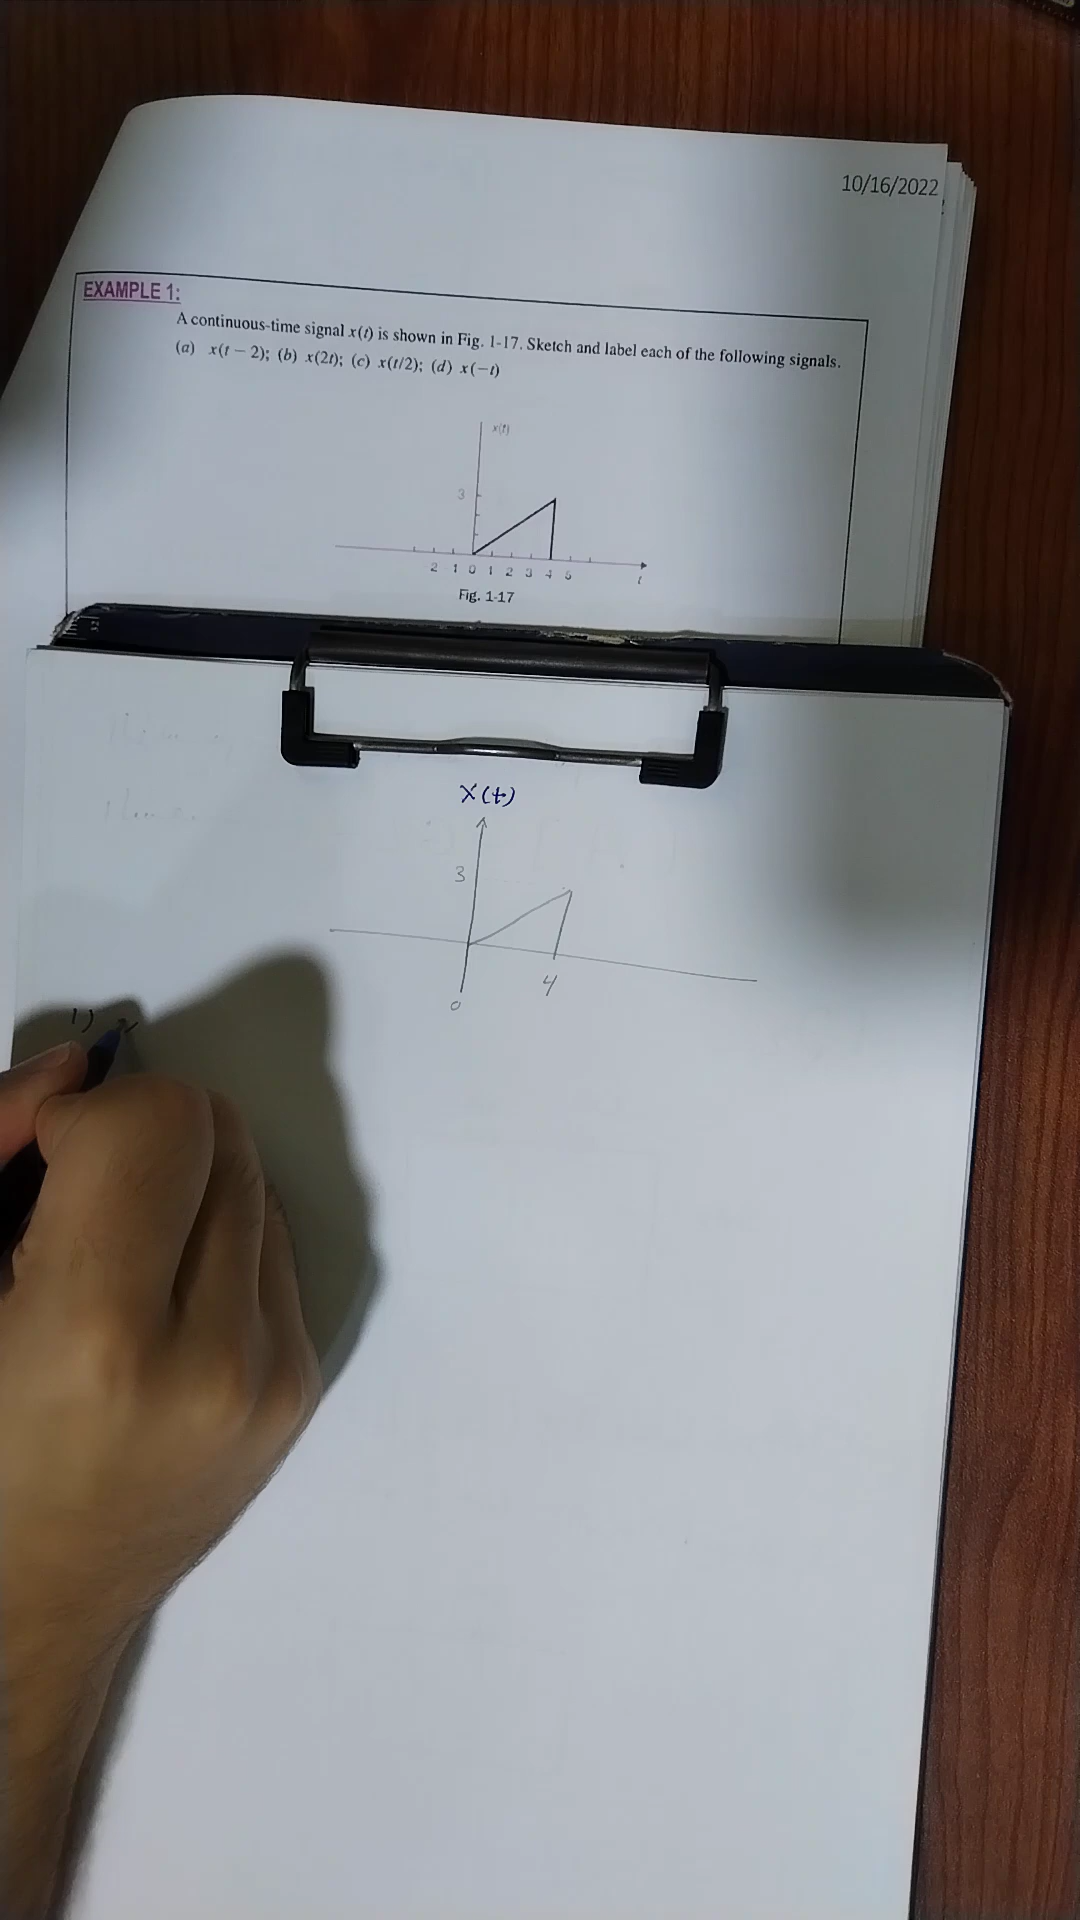 10/16/2022
EXAMPLE 1:
A continuous-time signal x(t) is shown in Fig. 1-17. Sketch and label each of the following signals.
(a) x(t − 2); (b) x(2t); (c) x(t/2); (d) x(−t)
x(t)
3
2 1 0 1 2 3 4 5
t
Fig. 1-17
X(t)
3
4
0
1)